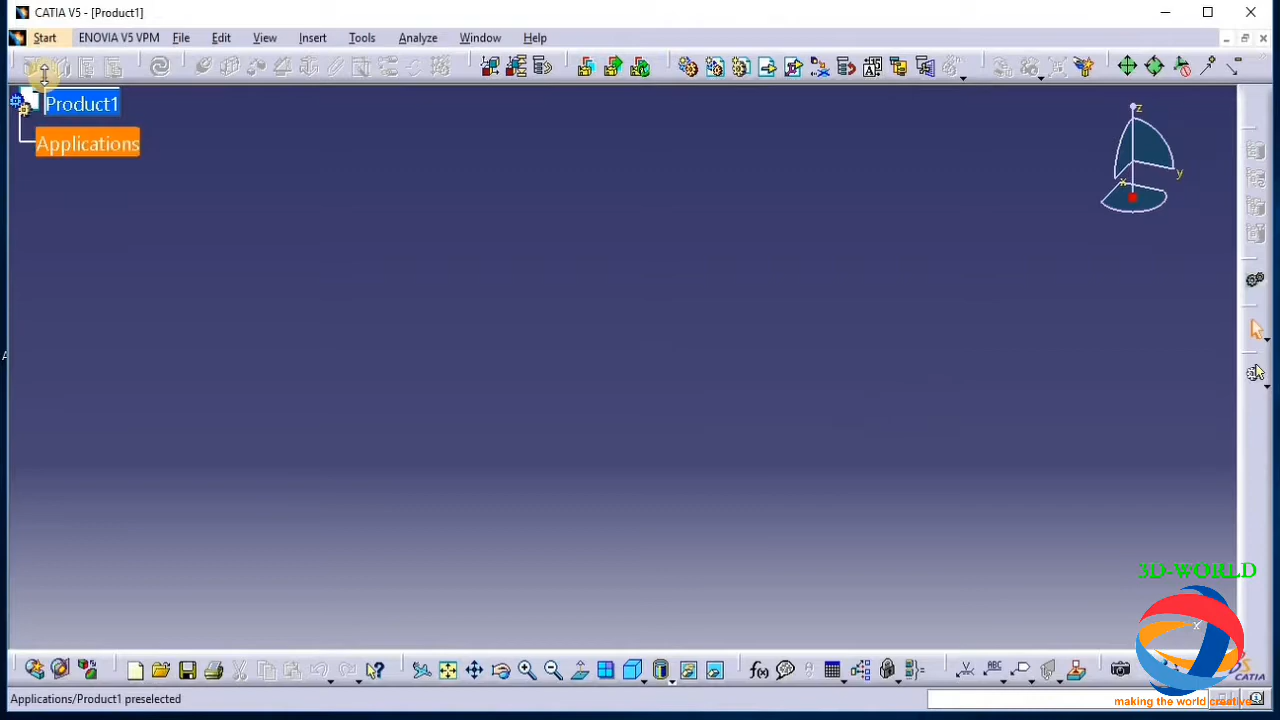 CATIA V5 - [Product1]
Start ENOVIA V5 VPM File Edit View Insert Tools Analyze Window Help
Product1
Applications
z
y
x
3D-WORLD
x
making the world creative
CATIA
Applications/Product1 preselected